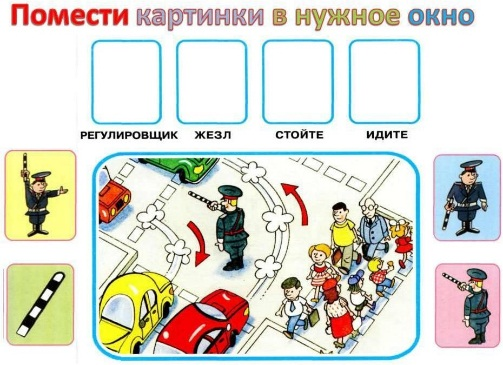 Помести картинки в нужное окно
РЕГУЛИРОВЩИК ЖЕЗЛ СТОЙТЕ ИДИТЕ